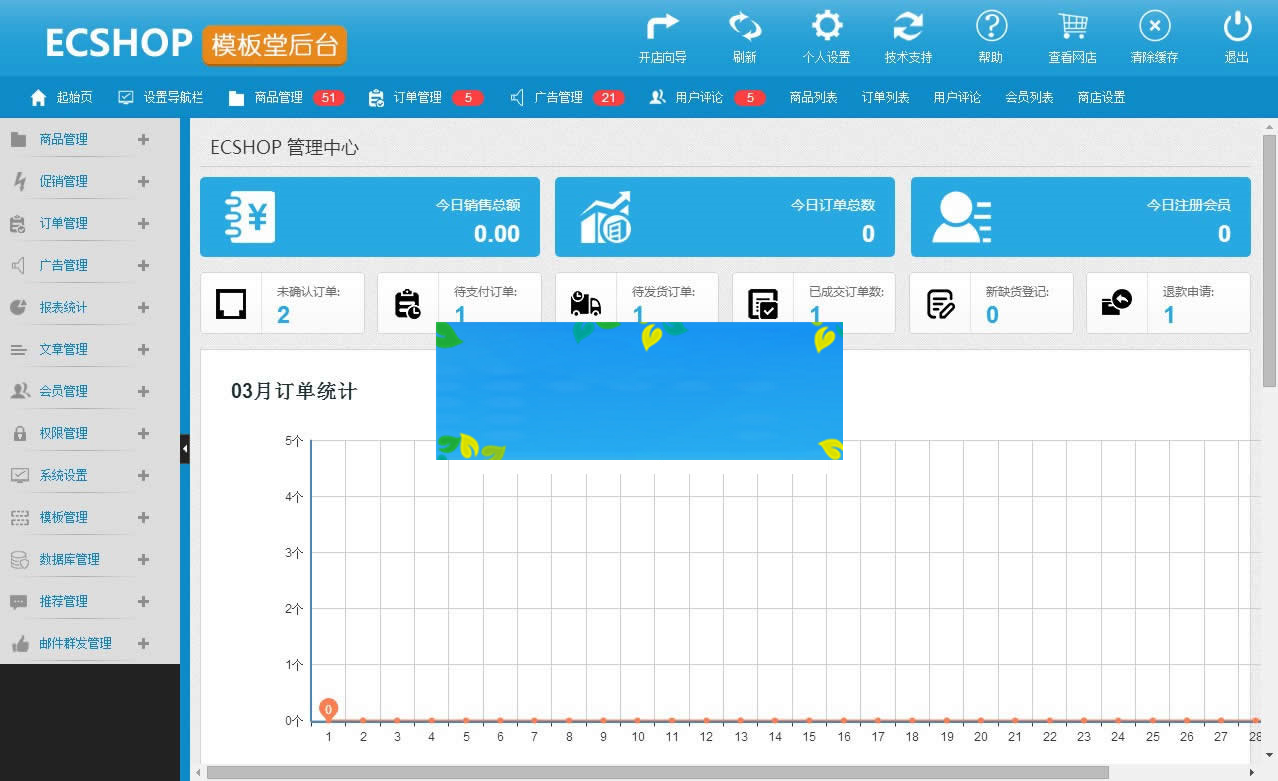 ECSHOP 模板堂后台
开店向导 刷新 个人设置 技术支持 帮助 查看网店 清除缓存 退出
起始页 设置导航栏 商品管理 51 订单管理 5 广告管理 21 用户评论 5 商品列表 订单列表 用户评论 会员列表 商店设置
商品管理
促销管理
订单管理
广告管理
报表统计
文章管理
会员管理
权限管理
系统设置
模板管理
数据库管理
推荐管理
邮件群发管理
ECSHOP 管理中心
今日销售总额
0.00
今日订单总数
0
今日注册会员
0
未确认订单:
2
待支付订单:
1
待发货订单:
1
已成交订单数:
1
新缺货登记:
0
退款申请:
1
03月订单统计
5个
4个
3个
2个
1个
0个
0
1 2 3 4 5 6 7 8 9 10 11 12 13 14 15 16 17 18 19 20 21 22 23 24 25 26 27 28